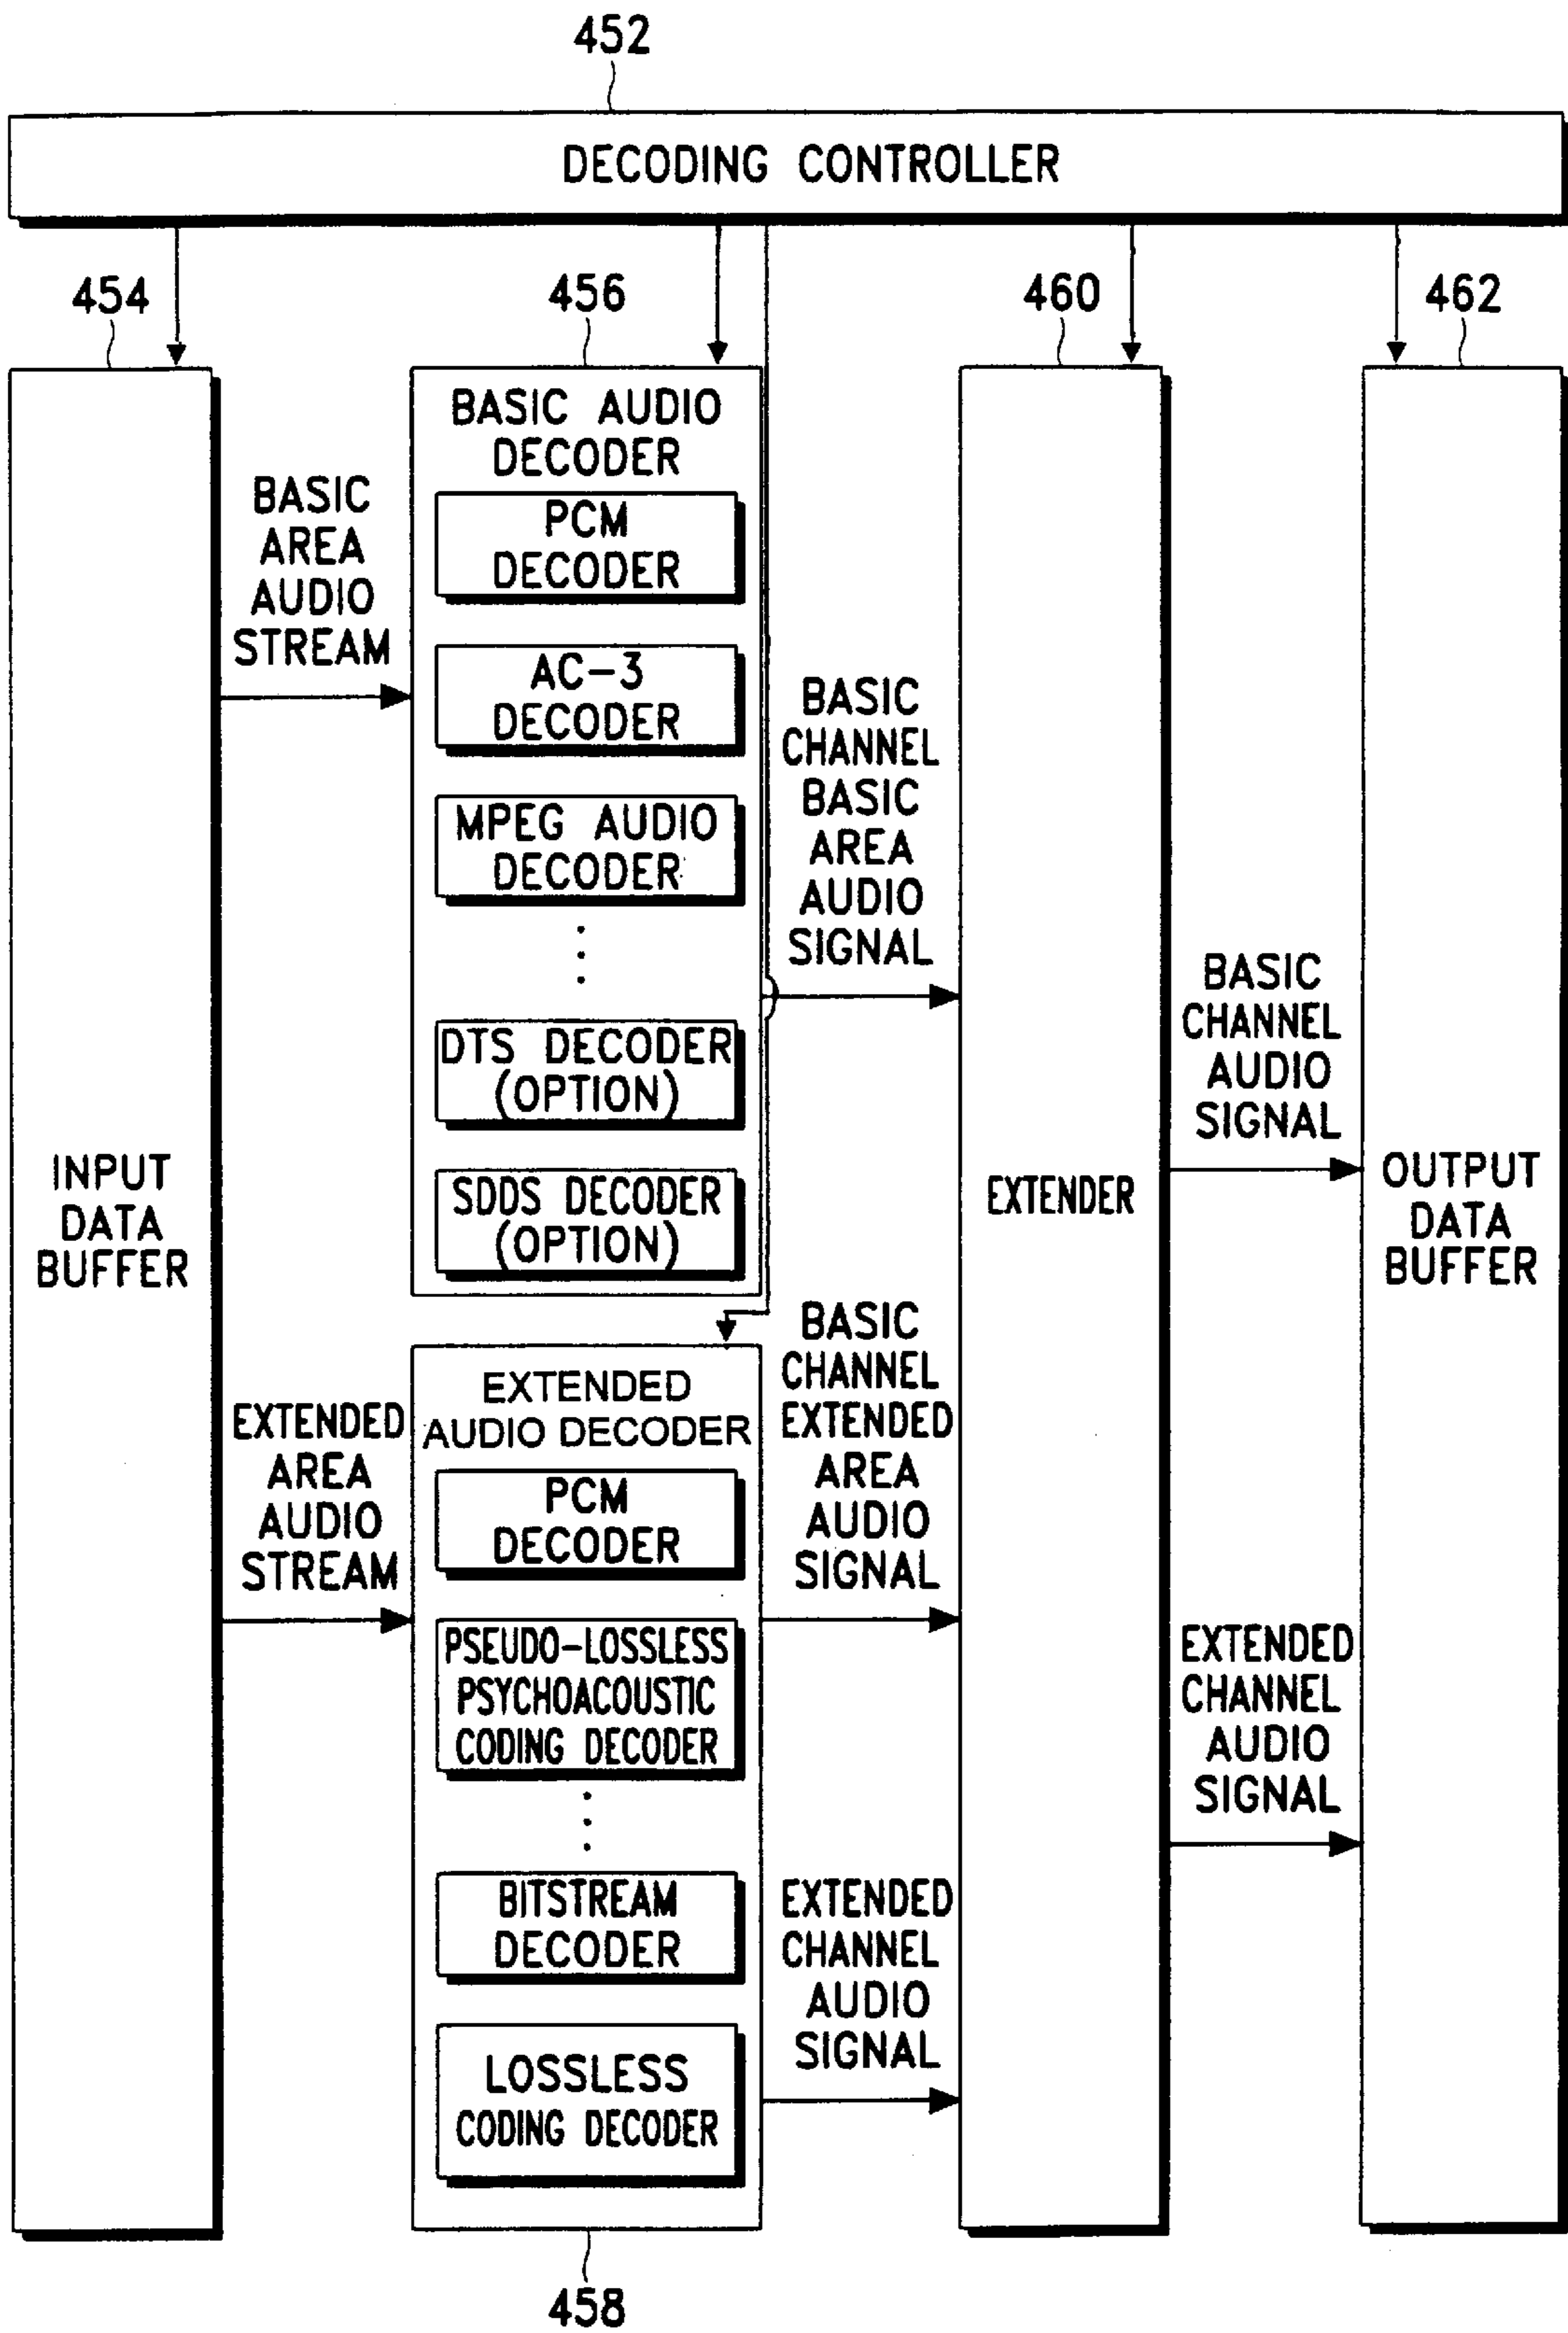 452
DECODING CONTROLLER
454
456
460
462
BASIC AUDIO
DECODER
PCM
DECODER
AC-3
DECODER
MPEG AUDIO
DECODER
DTS DECODER
(OPTION)
SDDS DECODER
(OPTION)
BASIC
AREA
AUDIO
STREAM
BASIC
CHANNEL
BASIC
AREA
AUDIO
SIGNAL
BASIC
CHANNEL
AUDIO
SIGNAL
INPUT
DATA
BUFFER
EXTENDER
OUTPUT
DATA
BUFFER
EXTENDED
AREA
AUDIO
STREAM
EXTENDED
AUDIO DECODER
PCM
DECODER
PSEUDO-LOSSLESS
PSYCHOACOUSTIC
CODING DECODER
BITSTREAM
DECODER
LOSSLESS
CODING DECODER
BASIC
CHANNEL
EXTENDED
AREA
AUDIO
SIGNAL
EXTENDED
CHANNEL
AUDIO
SIGNAL
EXTENDED
CHANNEL
AUDIO
SIGNAL
458